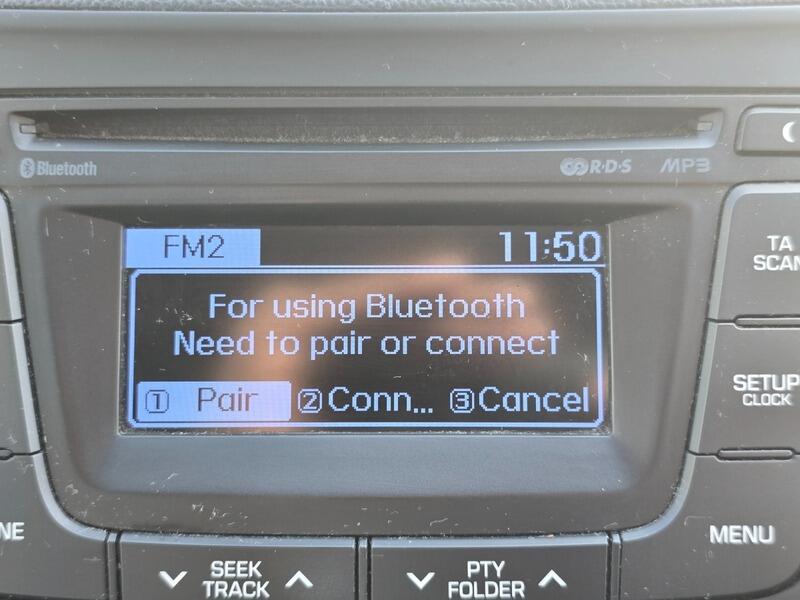 Bluetooth
R·D·S
MP3
FM2
11:50
For using Bluetooth
Need to pair or connect
1 Pair
2 Conn...
3 Cancel
TA
SCAN
SETUP
CLOCK
MENU
NE
SEEK
TRACK
PTY
FOLDER